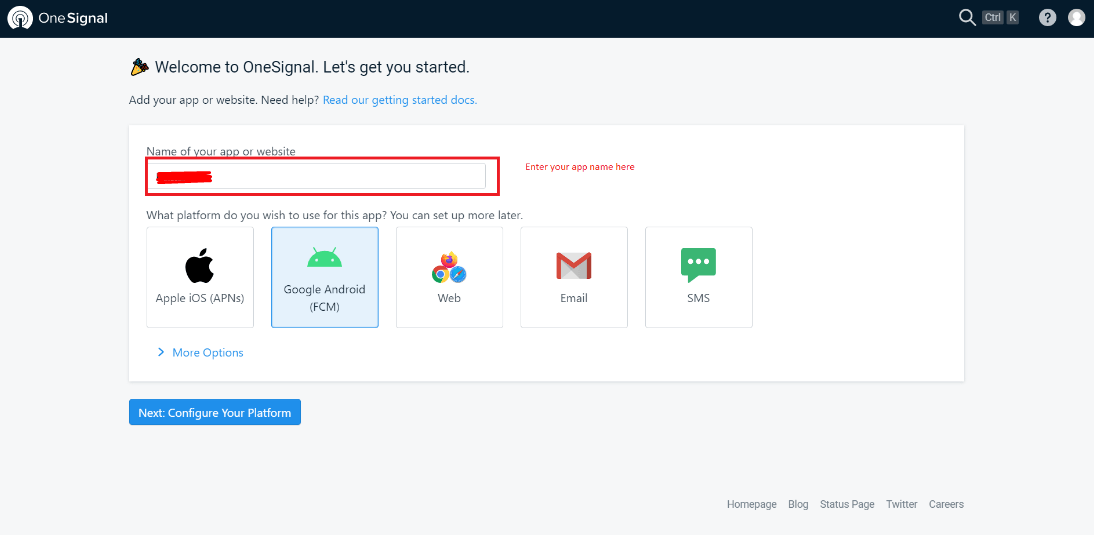 OneSignal
Ctrl K ?
Welcome to OneSignal. Let's get you started.
Add your app or website. Need help? Read our getting started docs.
Name of your app or website
Enter your app name here
What platform do you wish to use for this app? You can set up more later.
Apple iOS (APNs)
Google Android
(FCM)
Web
Email
SMS
More Options
Next: Configure Your Platform
Homepage Blog Status Page Twitter Careers